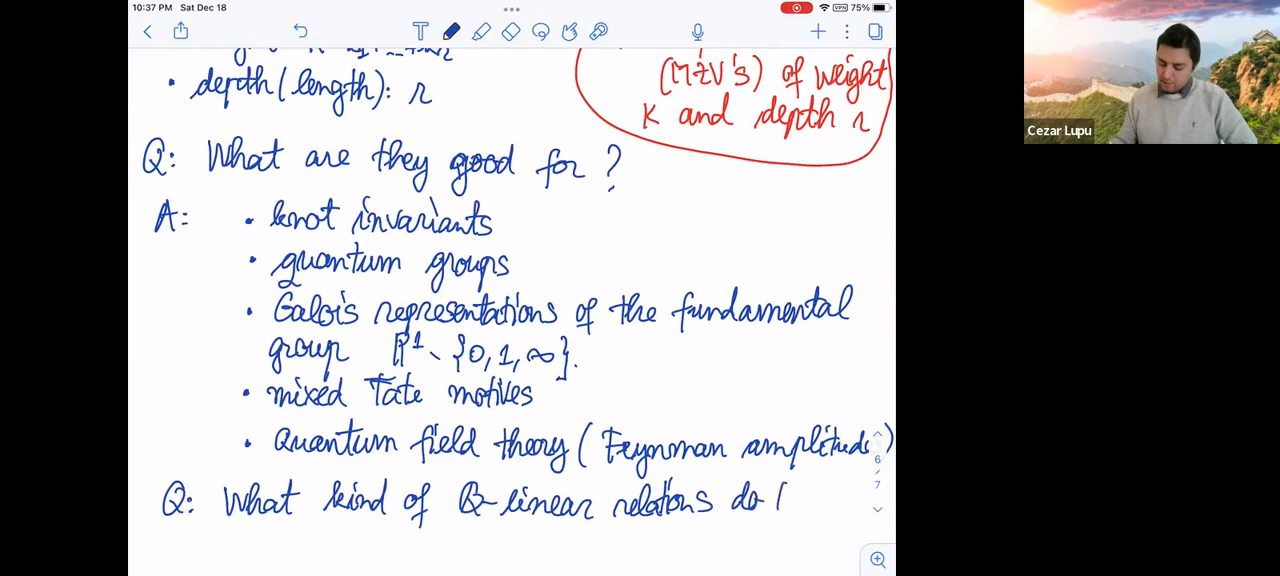 10:37 PM Sat Dec 18
VPN 75%
• depth (length): r
(MZV's) of weight
K and depth r
Q: What are they good for?
A: • knot invariants
• quantum groups
• Galois representations of the fundamental
group P¹ \ {0, 1, ∞}.
• mixed Tate motives
• Quantum field theory (Feynman amplitudes)
Q: What kind of Q-linear relations do
6
/
7
Cezar Lupu